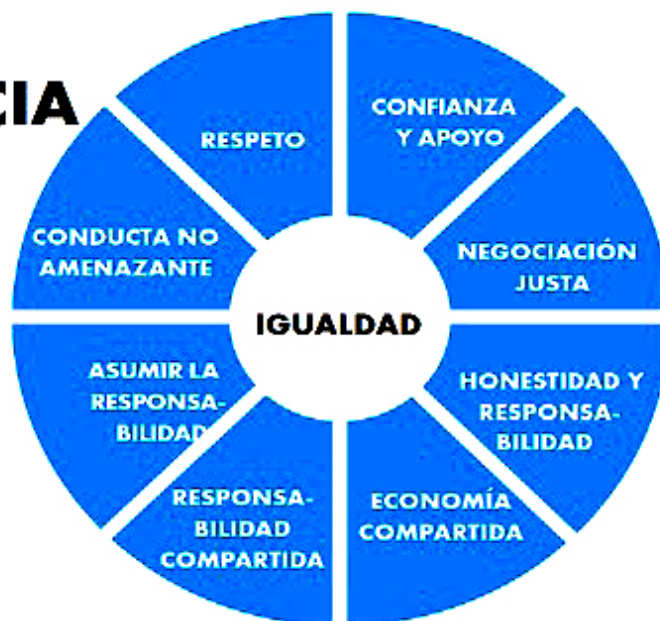 CIA
RESPETO
CONFIANZA
Y APOYO
CONDUCTA NO
AMENAZANTE
NEGOCIACIÓN
JUSTA
IGUALDAD
ASUMIR LA
RESPONSA-
BILIDAD
HONESTIDAD Y
RESPONSA-
BILIDAD
RESPONSA-
BILIDAD
COMPARTIDA
ECONOMÍA
COMPARTIDA